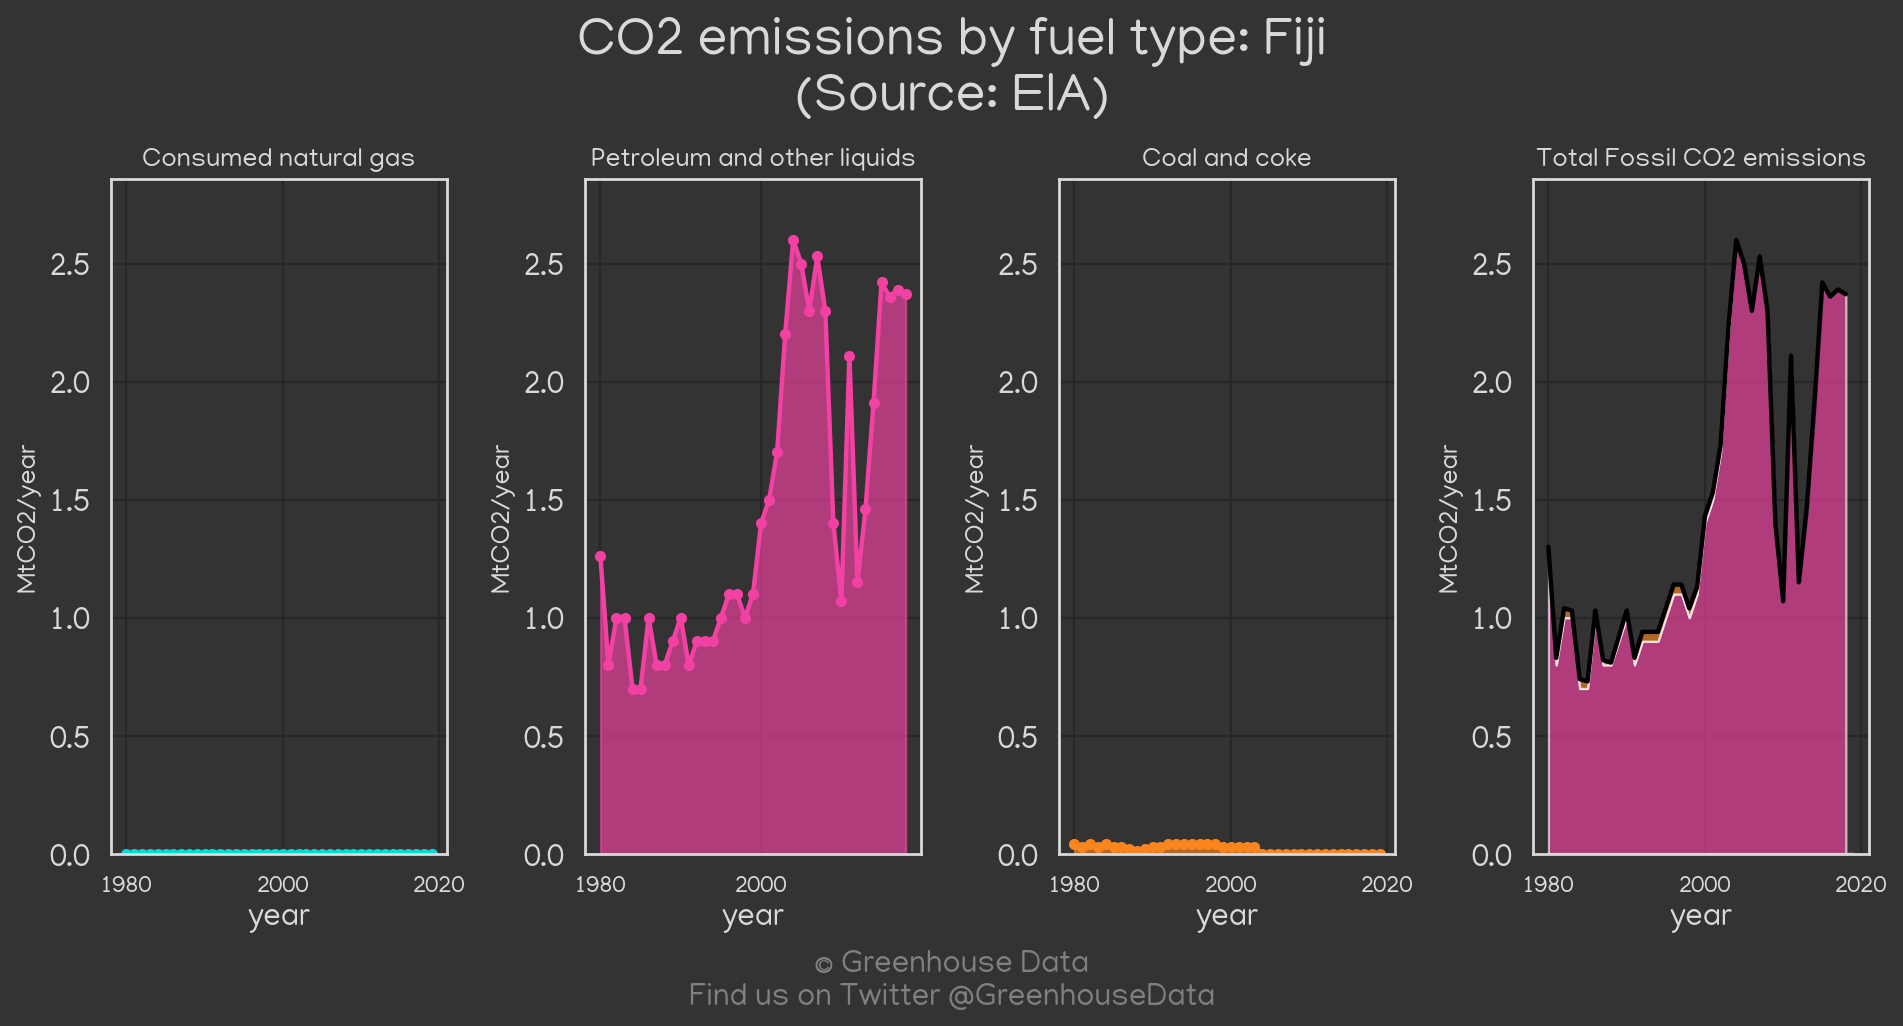 CO2 emissions by fuel type: Fiji
(Source: EIA)
Consumed natural gas
Petroleum and other liquids
Coal and coke
Total Fossil CO2 emissions
MtCO2/year
2.5
2.0
1.5
1.0
0.5
0.0
1980 2000 2020
year
MtCO2/year
2.5
2.0
1.5
1.0
0.5
0.0
1980 2000
year
MtCO2/year
2.5
2.0
1.5
1.0
0.5
0.0
1980 2000 2020
year
MtCO2/year
2.5
2.0
1.5
1.0
0.5
0.0
1980 2000 2020
year
© Greenhouse Data
Find us on Twitter @GreenhouseData